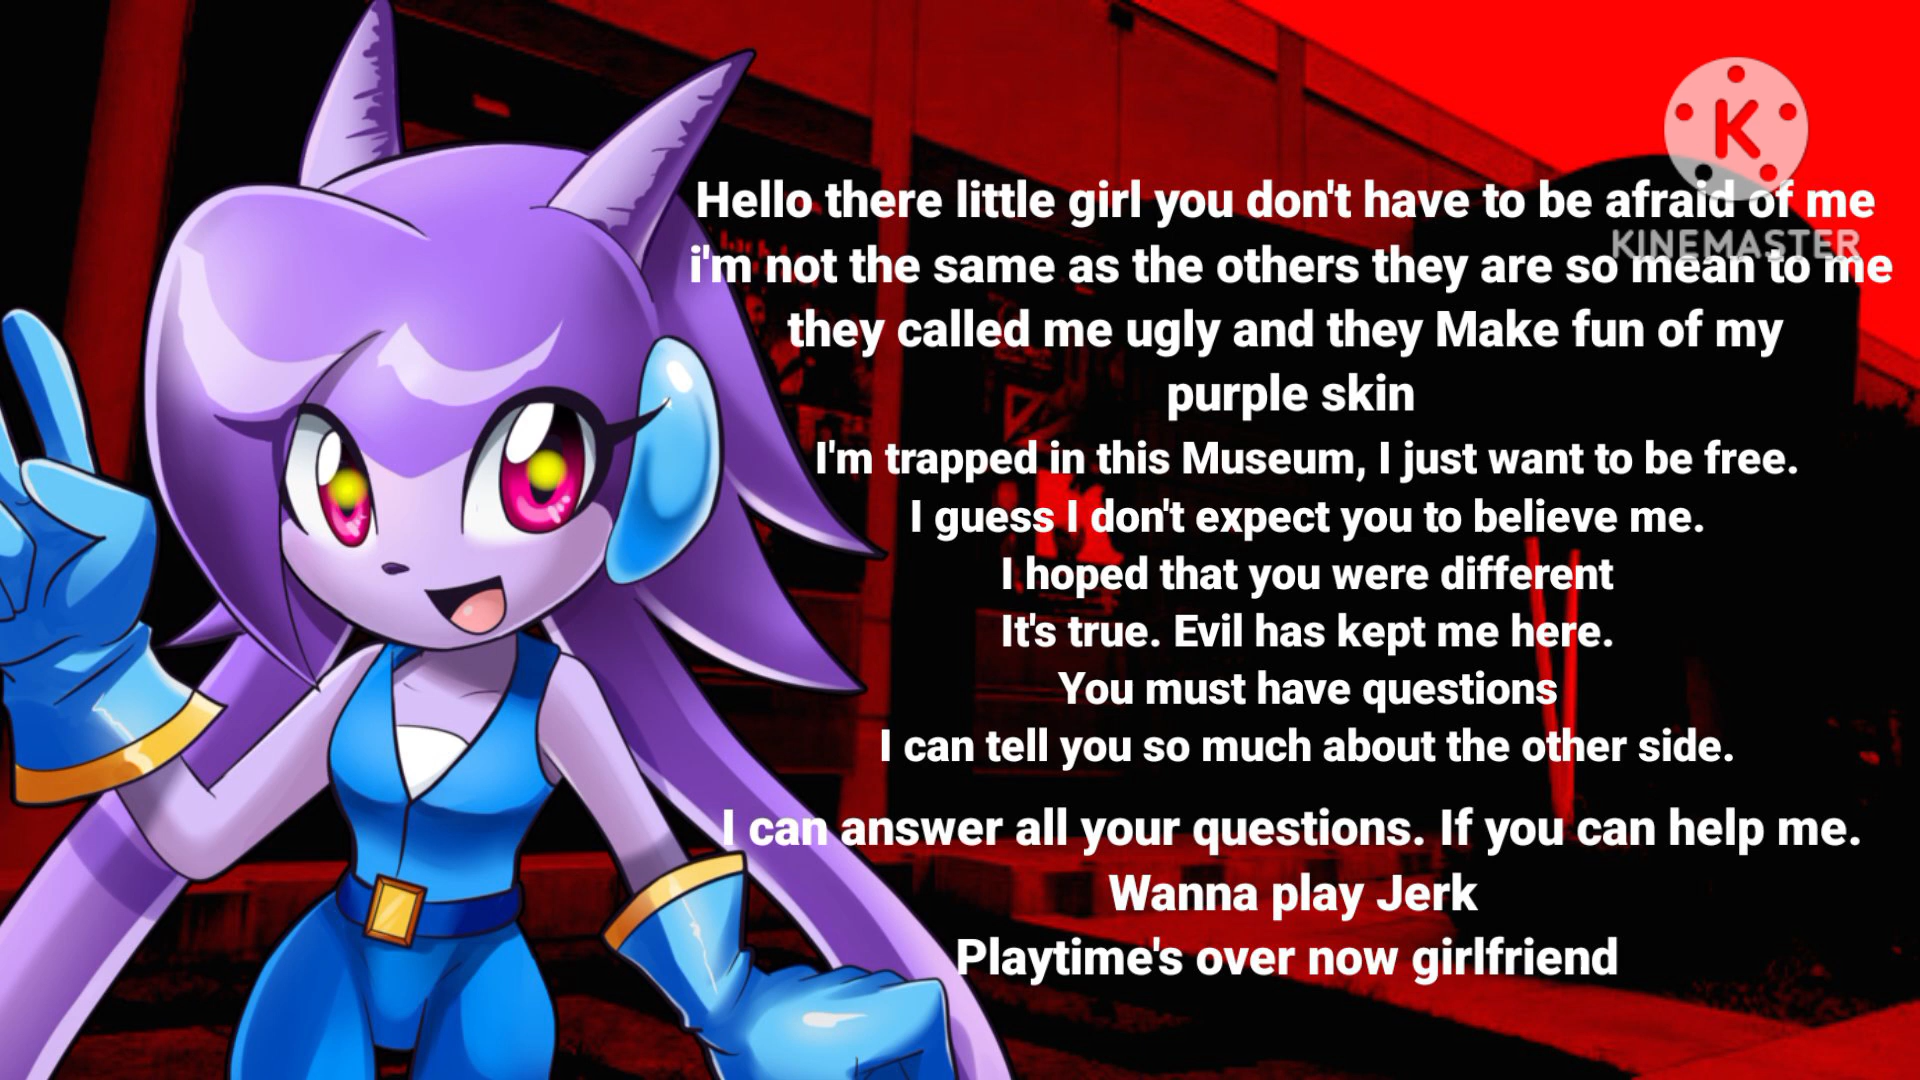 Hello there little girl you don't have to be afraid of me
i'm not the same as the others they are so mean to me
they called me ugly and they Make fun of my
purple skin
I'm trapped in this Museum, I just want to be free.
I guess I don't expect you to believe me.
I hoped that you were different
It's true. Evil has kept me here.
You must have questions
I can tell you so much about the other side.
I can answer all your questions. If you can help me.
Wanna play Jerk
Playtime's over now girlfriend
K
KINEMASTER